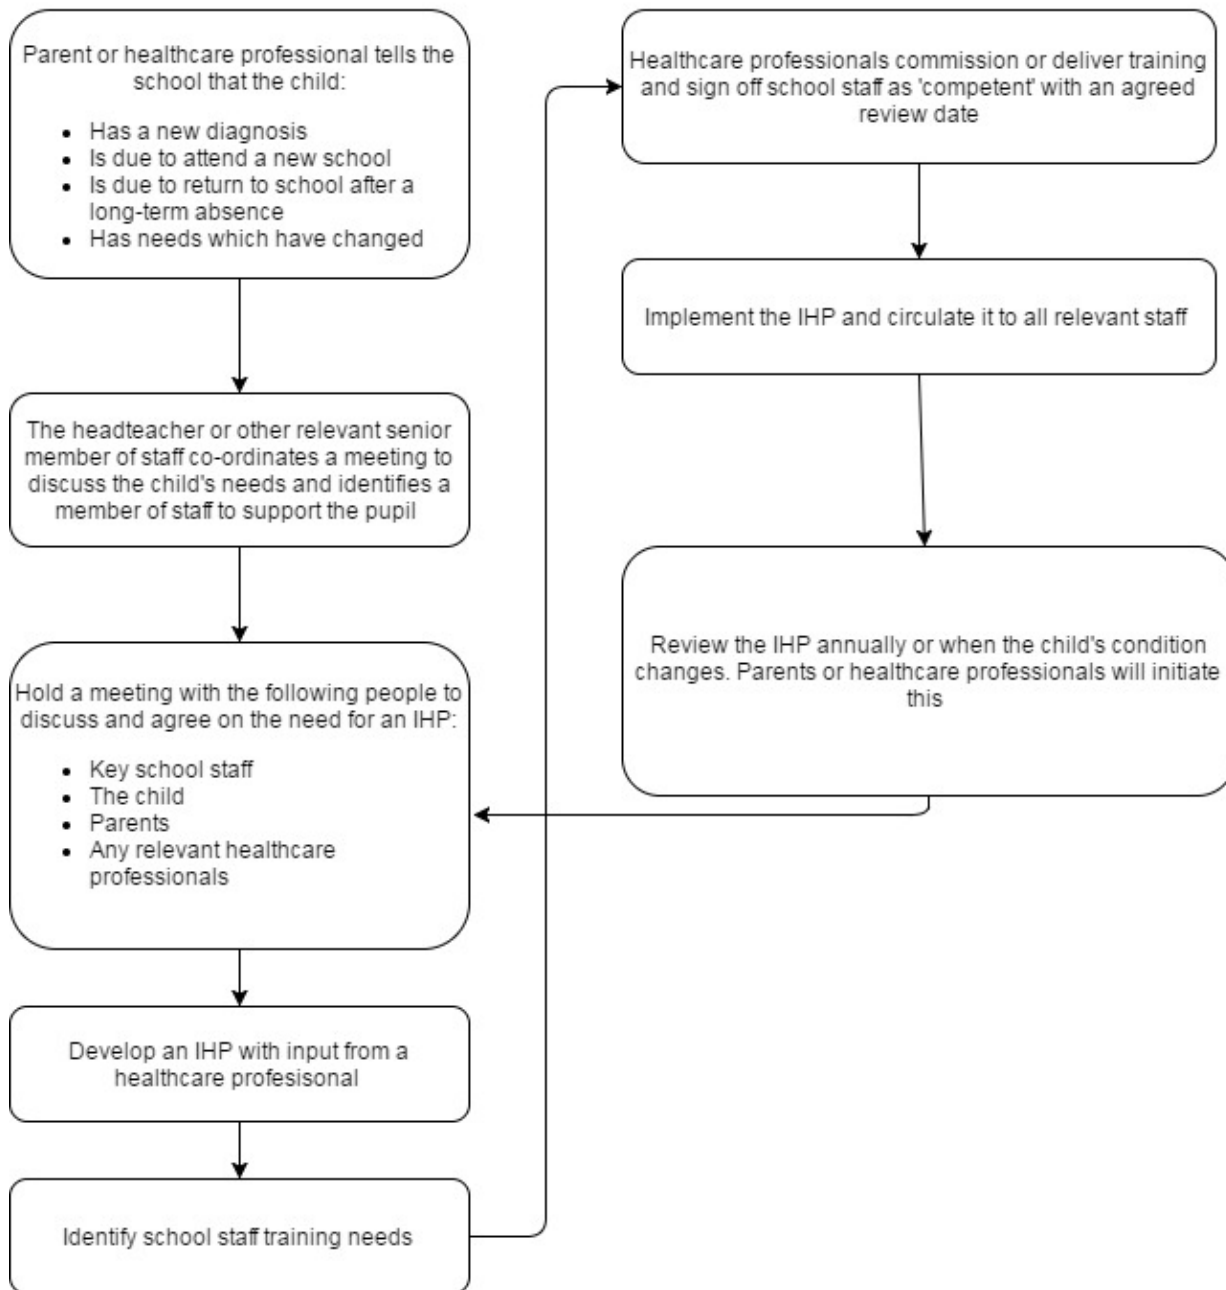 Parent or healthcare professional tells the
school that the child:
• Has a new diagnosis
• Is due to attend a new school
• Is due to return to school after a
long-term absence
• Has needs which have changed
The headteacher or other relevant senior
member of staff co-ordinates a meeting to
discuss the child's needs and identifies a
member of staff to support the pupil
Hold a meeting with the following people to
discuss and agree on the need for an IHP:
• Key school staff
• The child
• Parents
• Any relevant healthcare
professionals
Develop an IHP with input from a
healthcare profesisonal
Identify school staff training needs
Healthcare professionals commission or deliver training
and sign off school staff as 'competent' with an agreed
review date
Implement the IHP and circulate it to all relevant staff
Review the IHP annually or when the child's condition
changes. Parents or healthcare professionals will initiate
this